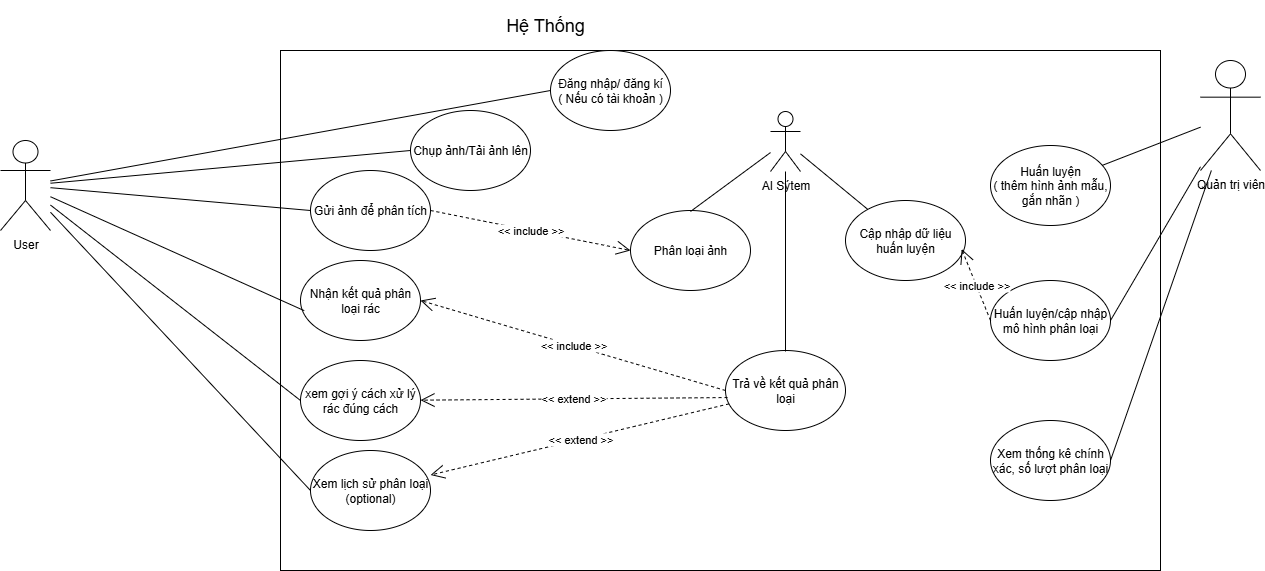 Hệ Thống
Đăng nhập/ đăng kí
( Nếu có tài khoản )
Chụp ảnh/Tải ảnh lên
Gửi ảnh để phân tích
<< include >>
Phân loại ảnh
AI Sýtem
Cập nhập dữ liệu
huấn luyện
Huấn luyện
( thêm hình ảnh mẫu,
gắn nhãn )
Quản trị viên
User
Nhận kết quả phân
loại rác
<< include >>
<< include >>
Huấn luyện/cập nhập
mô hình phân loại
xem gợi ý cách xử lý
rác đúng cách
<< extend >>
Trả về kết quả phân
loại
<< extend >>
Xem lịch sử phân loại
(optional)
Xem thống kê chính
xác, số lượt phân loại